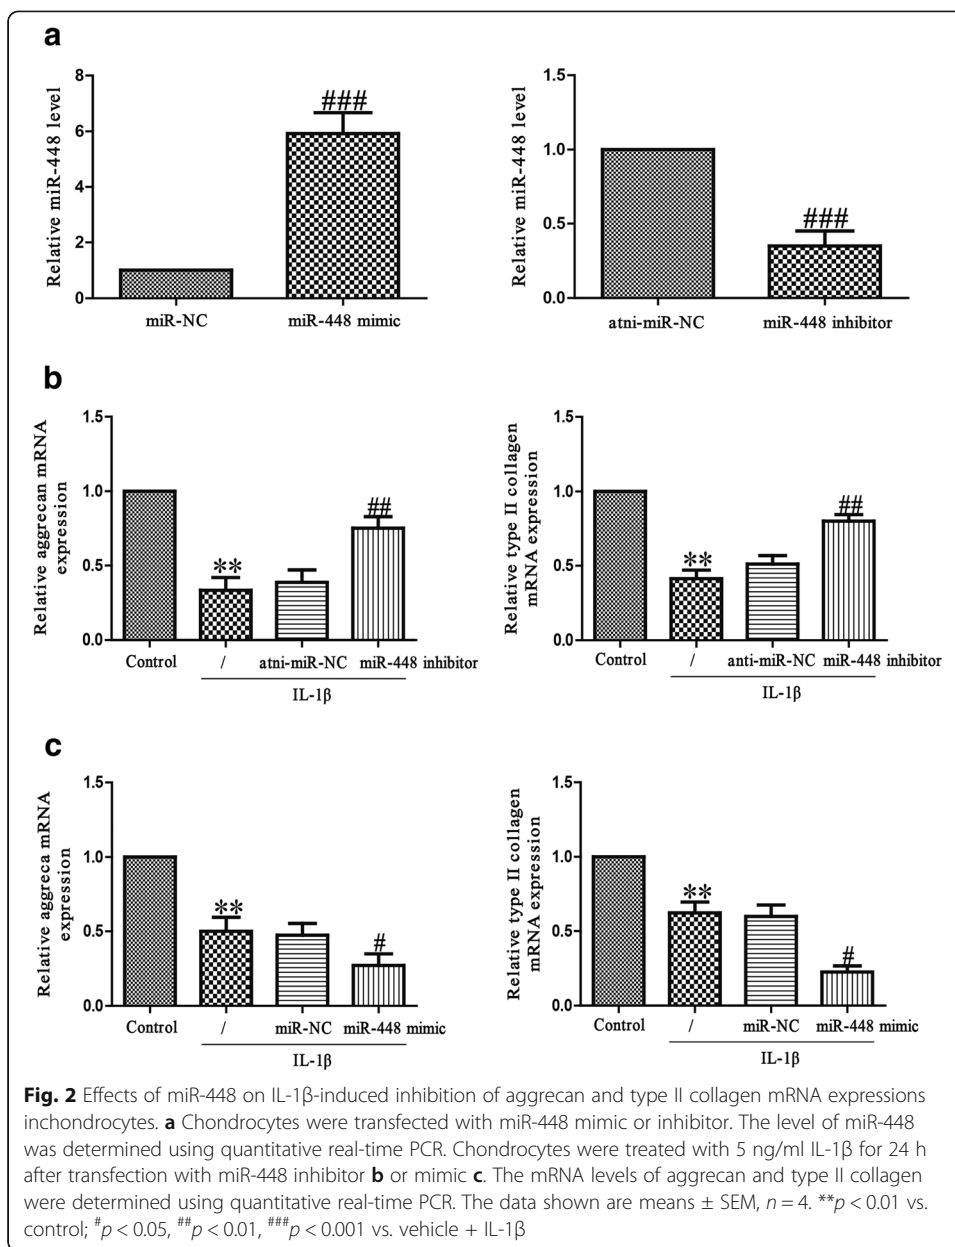 a
Relative miR-448 level
8
6
4
2
0
###
miR-NC
miR-448 mimic
Relative miR-448 level
1.5
1.0
0.5
0.0
###
atni-miR-NC
miR-448 inhibitor
b
Relative aggrecan mRNA
expression
1.5
1.0
0.5
0.0
**
##
Control
/
atni-miR-NC
miR-448 inhibitor
IL-1β
Relative type II collagen
mRNA expression
1.5
1.0
0.5
0.0
**
##
Control
/
anti-miR-NC
miR-448 inhibitor
IL-1β
c
Relative aggreca mRNA
expression
1.5
1.0
0.5
0.0
**
#
Control
/
miR-NC
miR-448 mimic
IL-1β
Relative type II collagen
mRNA expression
1.5
1.0
0.5
0.0
**
#
Control
/
miR-NC
miR-448 mimic
IL-1β
Fig. 2 Effects of miR-448 on IL-1β-induced inhibition of aggrecan and type II collagen mRNA expressions
inchondrocytes. a Chondrocytes were transfected with miR-448 mimic or inhibitor. The level of miR-448
was determined using quantitative real-time PCR. Chondrocytes were treated with 5 ng/ml IL-1β for 24 h
after transfection with miR-448 inhibitor b or mimic c. The mRNA levels of aggrecan and type II collagen
were determined using quantitative real-time PCR. The data shown are means ± SEM, n = 4. **p < 0.01 vs.
control; #p < 0.05, ##p < 0.01, ###p < 0.001 vs. vehicle + IL-1β